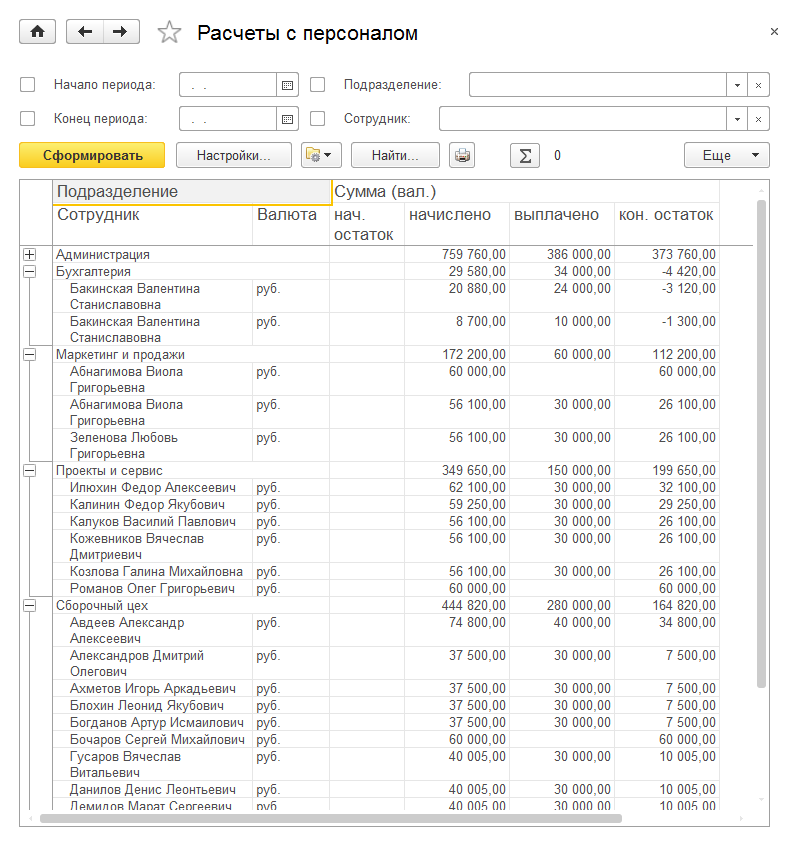 Расчеты с персоналом
×
Начало периода: . . Подразделение: ×
Конец периода: . . Сотрудник: ×
Сформировать Настройки... Найти... Σ 0 Еще
Подразделение Сумма (вал.)
Сотрудник Валюта нач. начислено выплачено кон. остаток
остаток
Администрация 759 760,00 386 000,00 373 760,00
Бухгалтерия 29 580,00 34 000,00 -4 420,00
Бакинская Валентина руб. 20 880,00 24 000,00 -3 120,00
Станиславовна
Бакинская Валентина руб. 8 700,00 10 000,00 -1 300,00
Станиславовна
Маркетинг и продажи 172 200,00 60 000,00 112 200,00
Абнагимова Виола руб. 60 000,00 60 000,00
Григорьевна
Абнагимова Виола руб. 56 100,00 30 000,00 26 100,00
Григорьевна
Зеленова Любовь руб. 56 100,00 30 000,00 26 100,00
Григорьевна
Проекты и сервис 349 650,00 150 000,00 199 650,00
Илюхин Федор Алексеевич руб. 62 100,00 30 000,00 32 100,00
Калинин Федор Якубович руб. 59 250,00 30 000,00 29 250,00
Калуков Василий Павлович руб. 56 100,00 30 000,00 26 100,00
Кожевников Вячеслав руб. 56 100,00 30 000,00 26 100,00
Дмитриевич
Козлова Галина Михайловна руб. 56 100,00 30 000,00 26 100,00
Романов Олег Григорьевич руб. 60 000,00 60 000,00
Сборочный цех 444 820,00 280 000,00 164 820,00
Авдеев Александр руб. 74 800,00 40 000,00 34 800,00
Алексеевич
Александров Дмитрий руб. 37 500,00 30 000,00 7 500,00
Олегович
Ахметов Игорь Аркадьевич руб. 37 500,00 30 000,00 7 500,00
Блохин Леонид Якубович руб. 37 500,00 30 000,00 7 500,00
Богданов Артур Исмаилович руб. 37 500,00 30 000,00 7 500,00
Бочаров Сергей Михайлович руб. 60 000,00 60 000,00
Гусаров Вячеслав руб. 40 005,00 30 000,00 10 005,00
Витальевич
Данилов Денис Леонтьевич руб. 40 005,00 30 000,00 10 005,00
Демидов Марат Сергеевич руб. 40 005,00 30 000,00 10 005,00